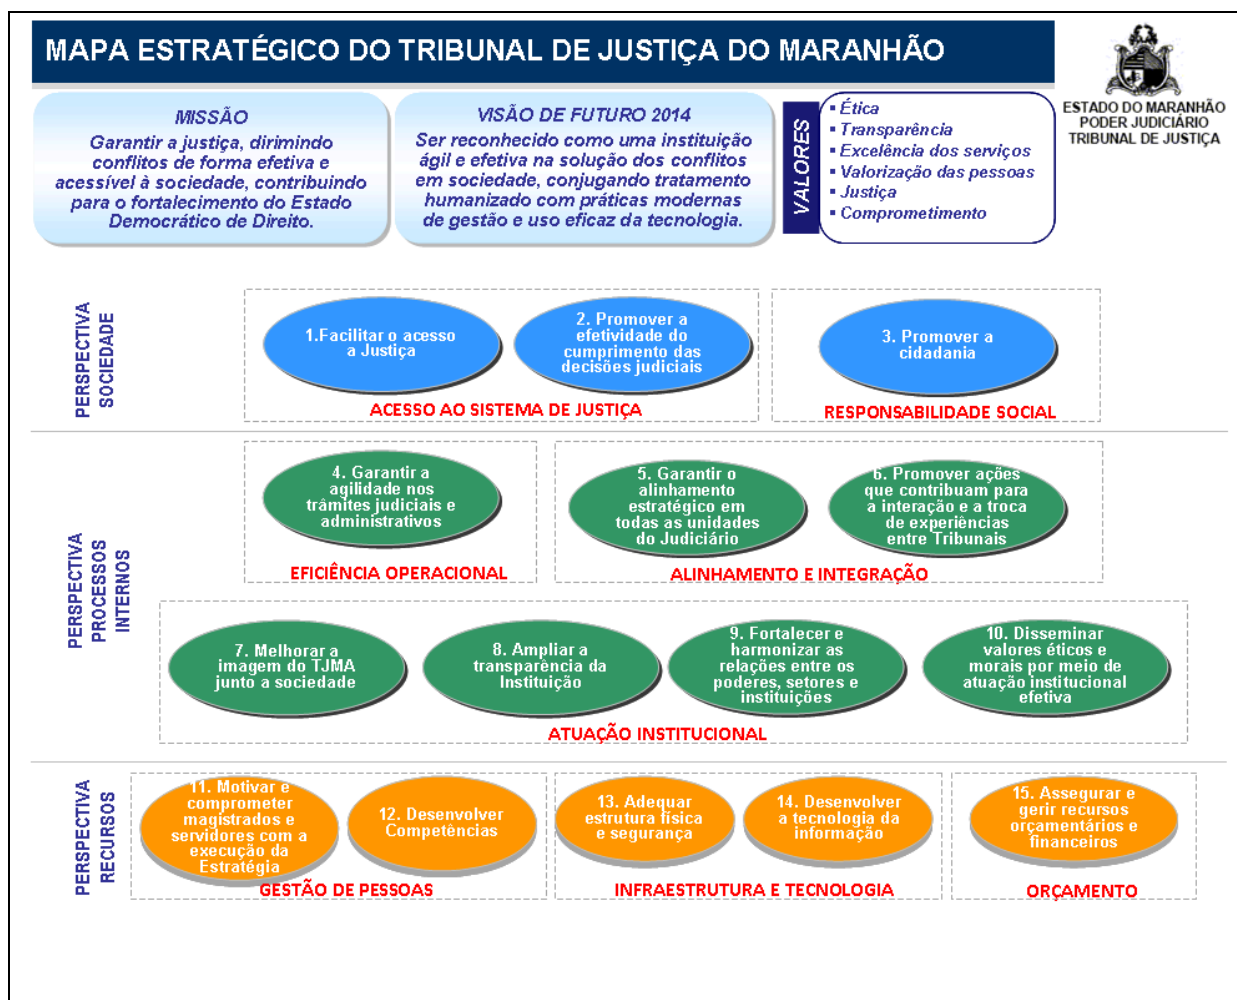 MAPA ESTRATÉGICO DO TRIBUNAL DE JUSTIÇA DO MARANHÃO
ESTADO DO MARANHÃO
PODER JUDICIÁRIO
TRIBUNAL DE JUSTIÇA
MISSÃO
Garantir a justiça, dirimindo
conflitos de forma efetiva e
acessível à sociedade, contribuindo
para o fortalecimento do Estado
Democrático de Direito.
VISÃO DE FUTURO 2014
Ser reconhecido como uma instituição
ágil e efetiva na solução dos conflitos
em sociedade, conjugando tratamento
humanizado com práticas modernas
de gestão e uso eficaz da tecnologia.
VALORES
▪ Ética
▪ Transparência
▪ Excelência dos serviços
▪ Valorização das pessoas
▪ Justiça
▪ Comprometimento
PERSPECTIVA
SOCIEDADE
1.Facilitar o acesso
a Justiça
2. Promover a
efetividade do
cumprimento das
decisões judiciais
ACESSO AO SISTEMA DE JUSTIÇA
3. Promover a
cidadania
RESPONSABILIDADE SOCIAL
PERSPECTIVA
PROCESSOS
INTERNOS
4. Garantir a
agilidade nos
trâmites judiciais e
administrativos
EFICIÊNCIA OPERACIONAL
5. Garantir o
alinhamento
estratégico em
todas as unidades
do Judiciário
6. Promover ações
que contribuam para
a interação e a troca
de experiências
entre Tribunais
ALINHAMENTO E INTEGRAÇÃO
7. Melhorar a
imagem do TJMA
junto a sociedade
8. Ampliar a
transparência da
Instituição
9. Fortalecer e
harmonizar as
relações entre os
poderes, setores e
instituições
10. Disseminar
valores éticos e
morais por meio de
atuação institucional
efetiva
ATUAÇÃO INSTITUCIONAL
PERSPECTIVA
RECURSOS
11. Motivar e
comprometer
magistrados e
servidores com a
execução da
Estratégia
12. Desenvolver
Competências
GESTÃO DE PESSOAS
13. Adequar
estrutura física
e segurança
14. Desenvolver
a tecnologia da
informação
INFRAESTRUTURA E TECNOLOGIA
15. Assegurar e
gerir recursos
orçamentários e
financeiros
ORÇAMENTO